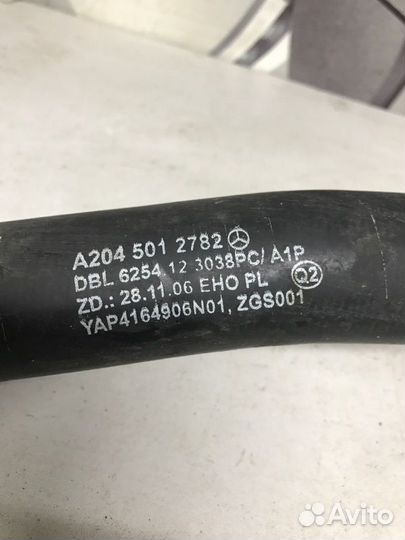 A204 501 2782
DBL 6254.12 3038PC/ A1P
ZD.: 28.11.06 EHO PL Q2
YAP4164906N01, ZGS001
Avito